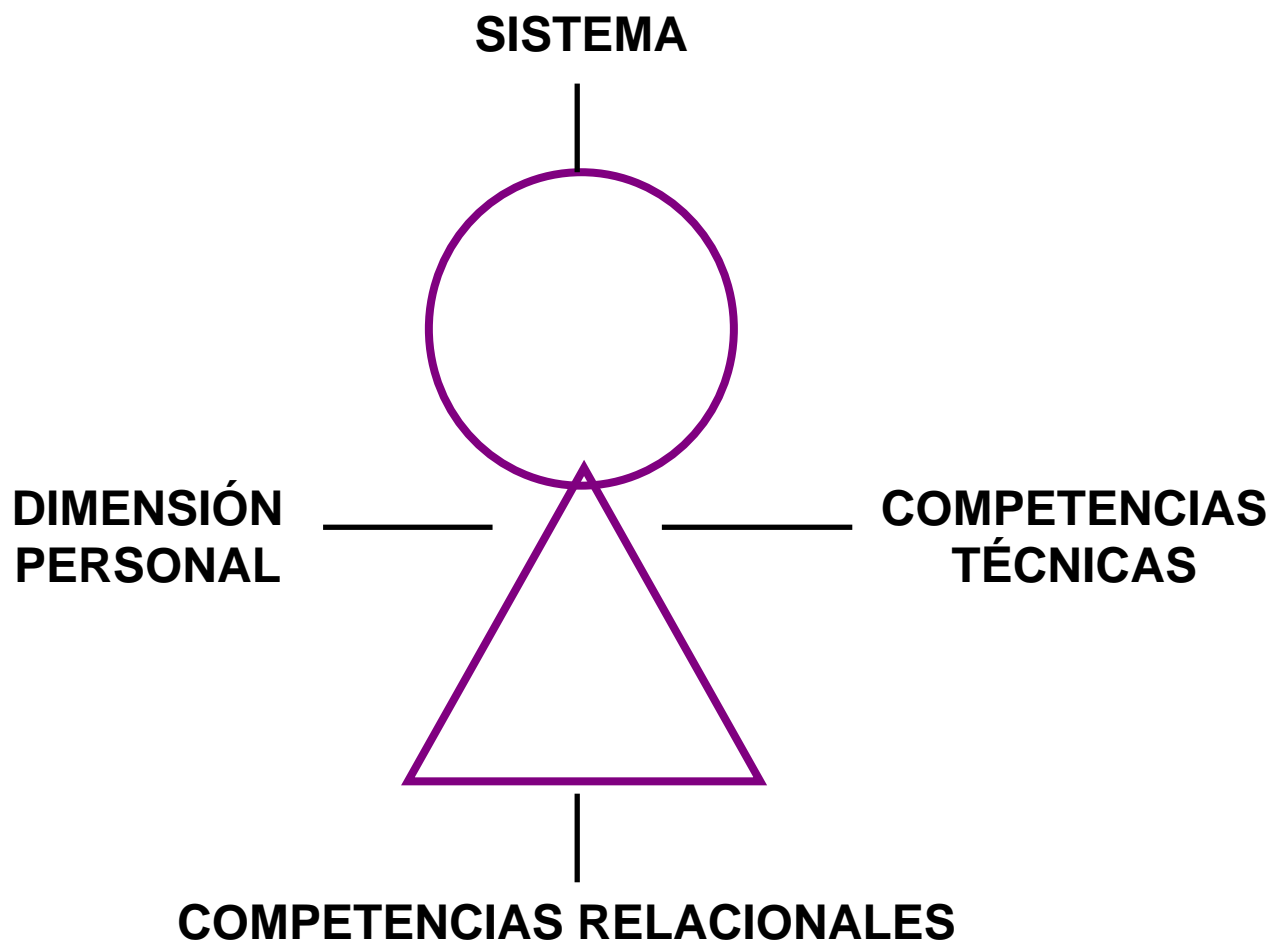 SISTEMA
DIMENSIÓN
PERSONAL
COMPETENCIAS
TÉCNICAS
COMPETENCIAS RELACIONALES